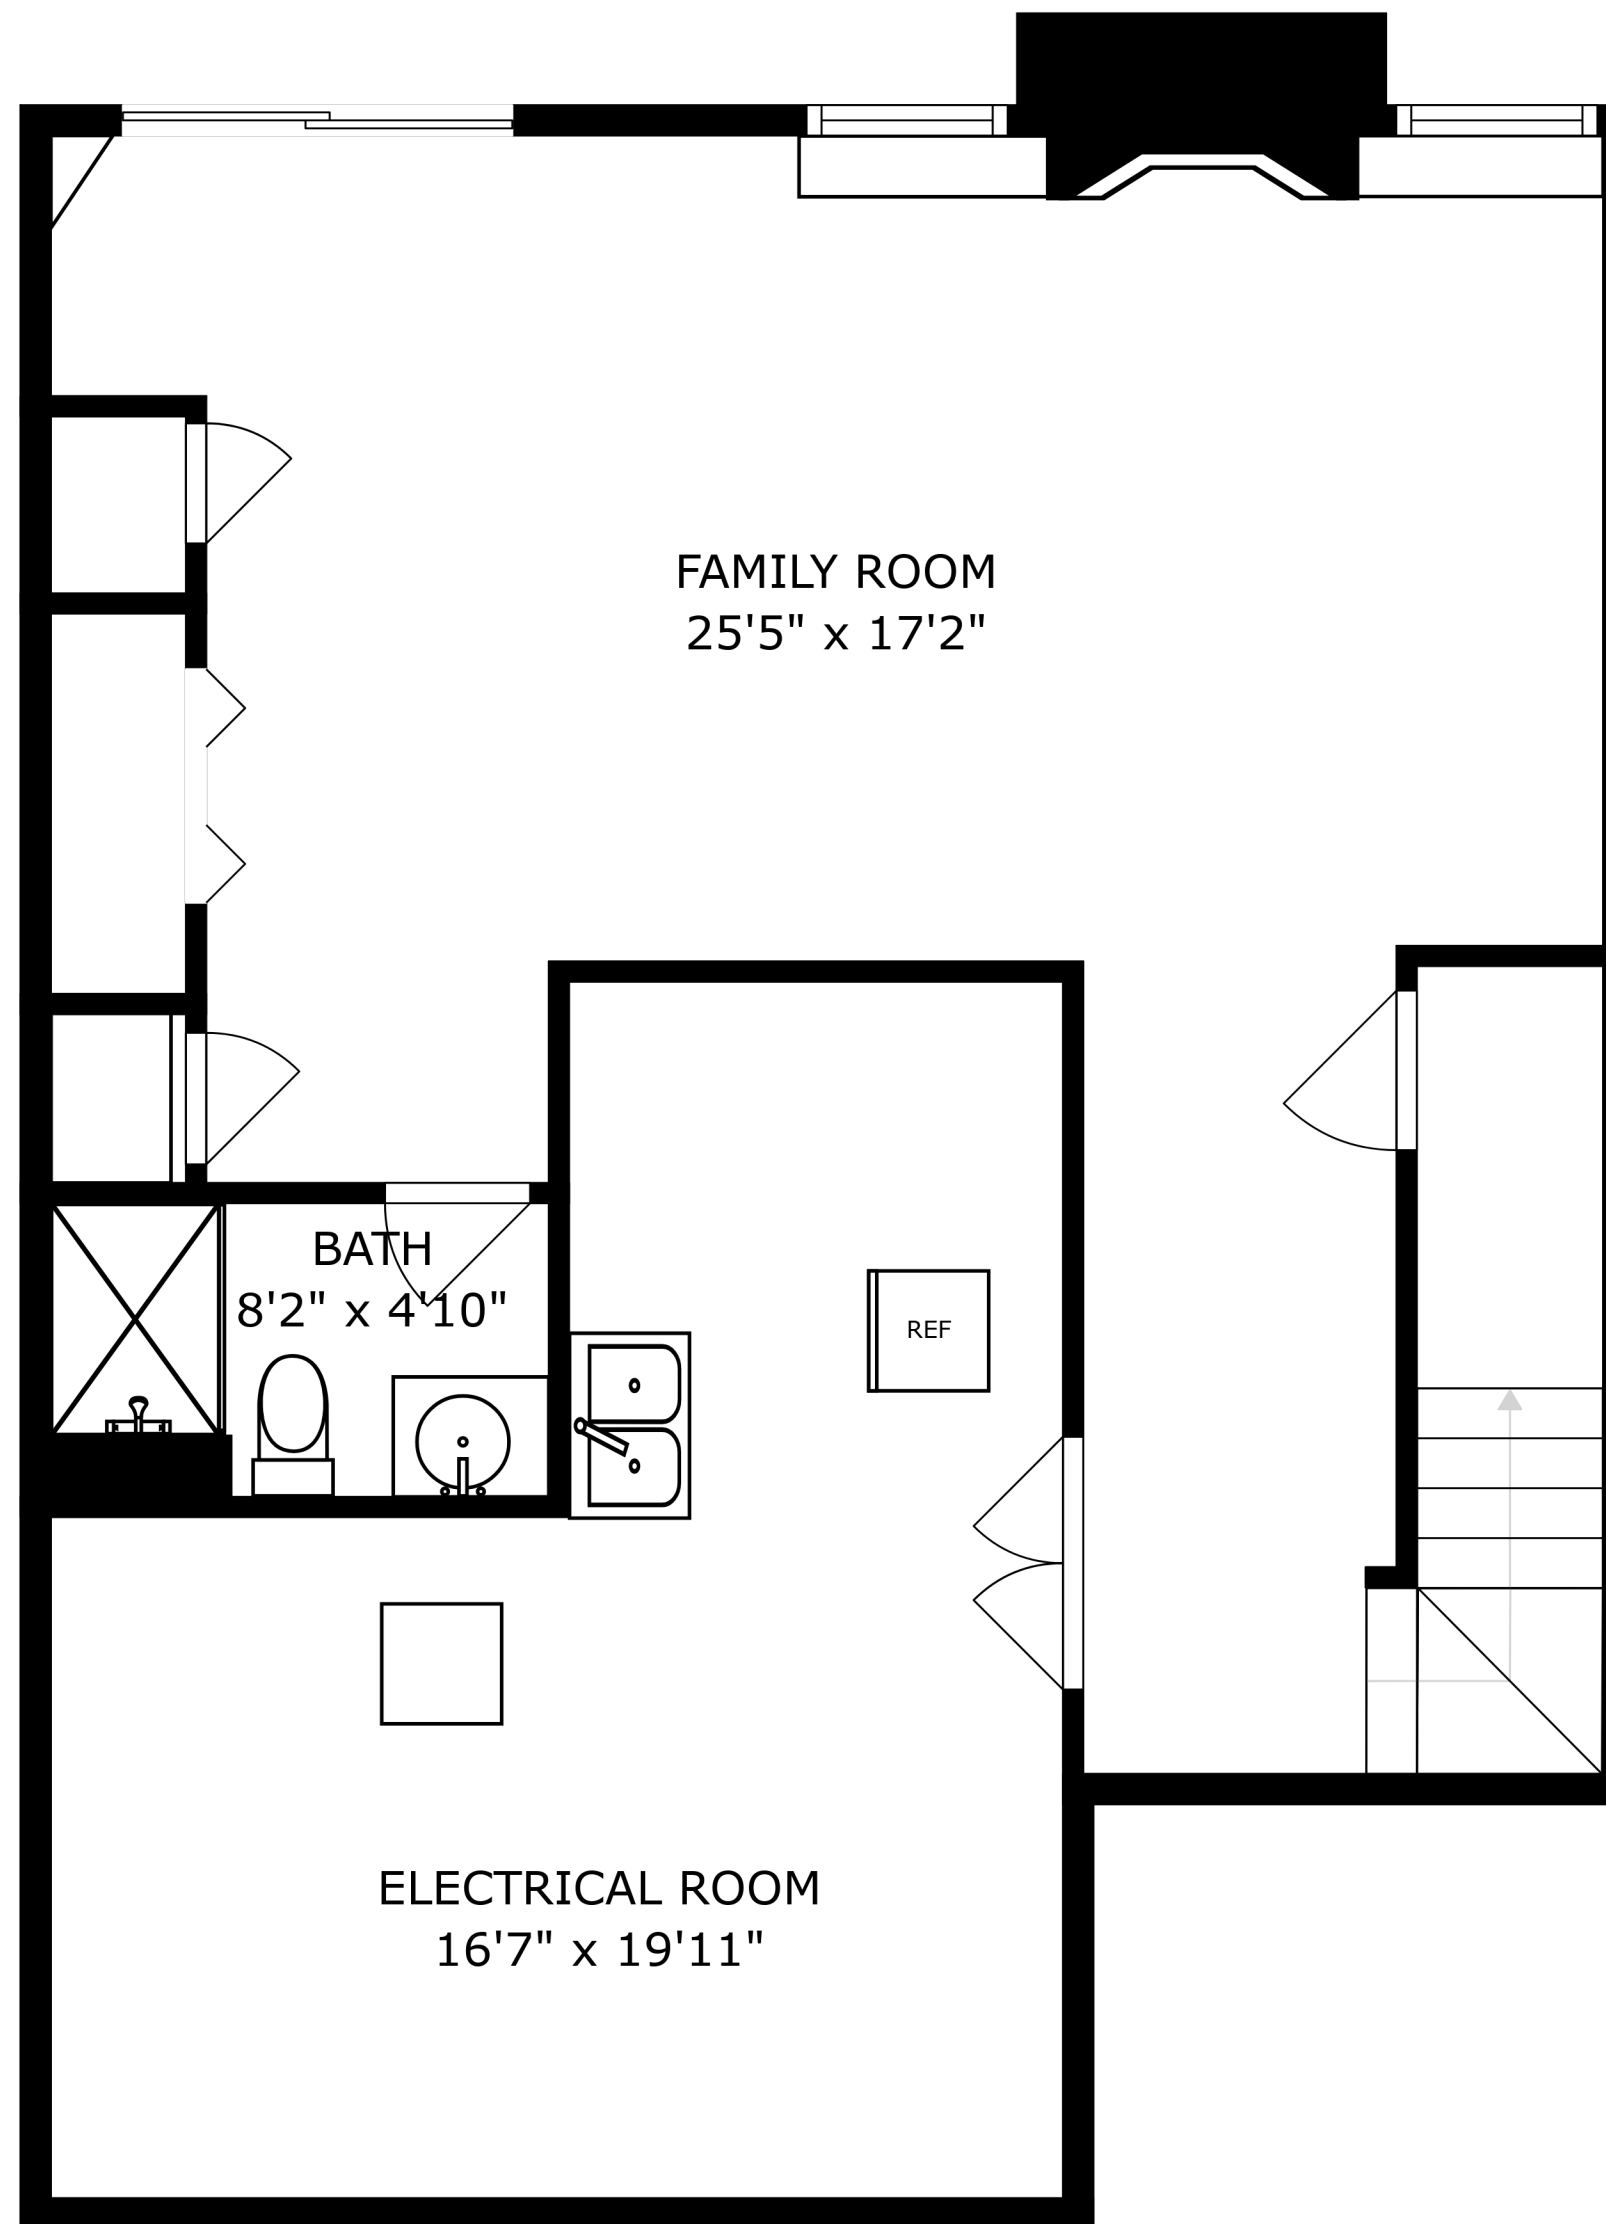 FAMILY ROOM
25'5" x 17'2"
BATH
8'2" x 4'10"
REF
ELECTRICAL ROOM
16'7" x 19'11"